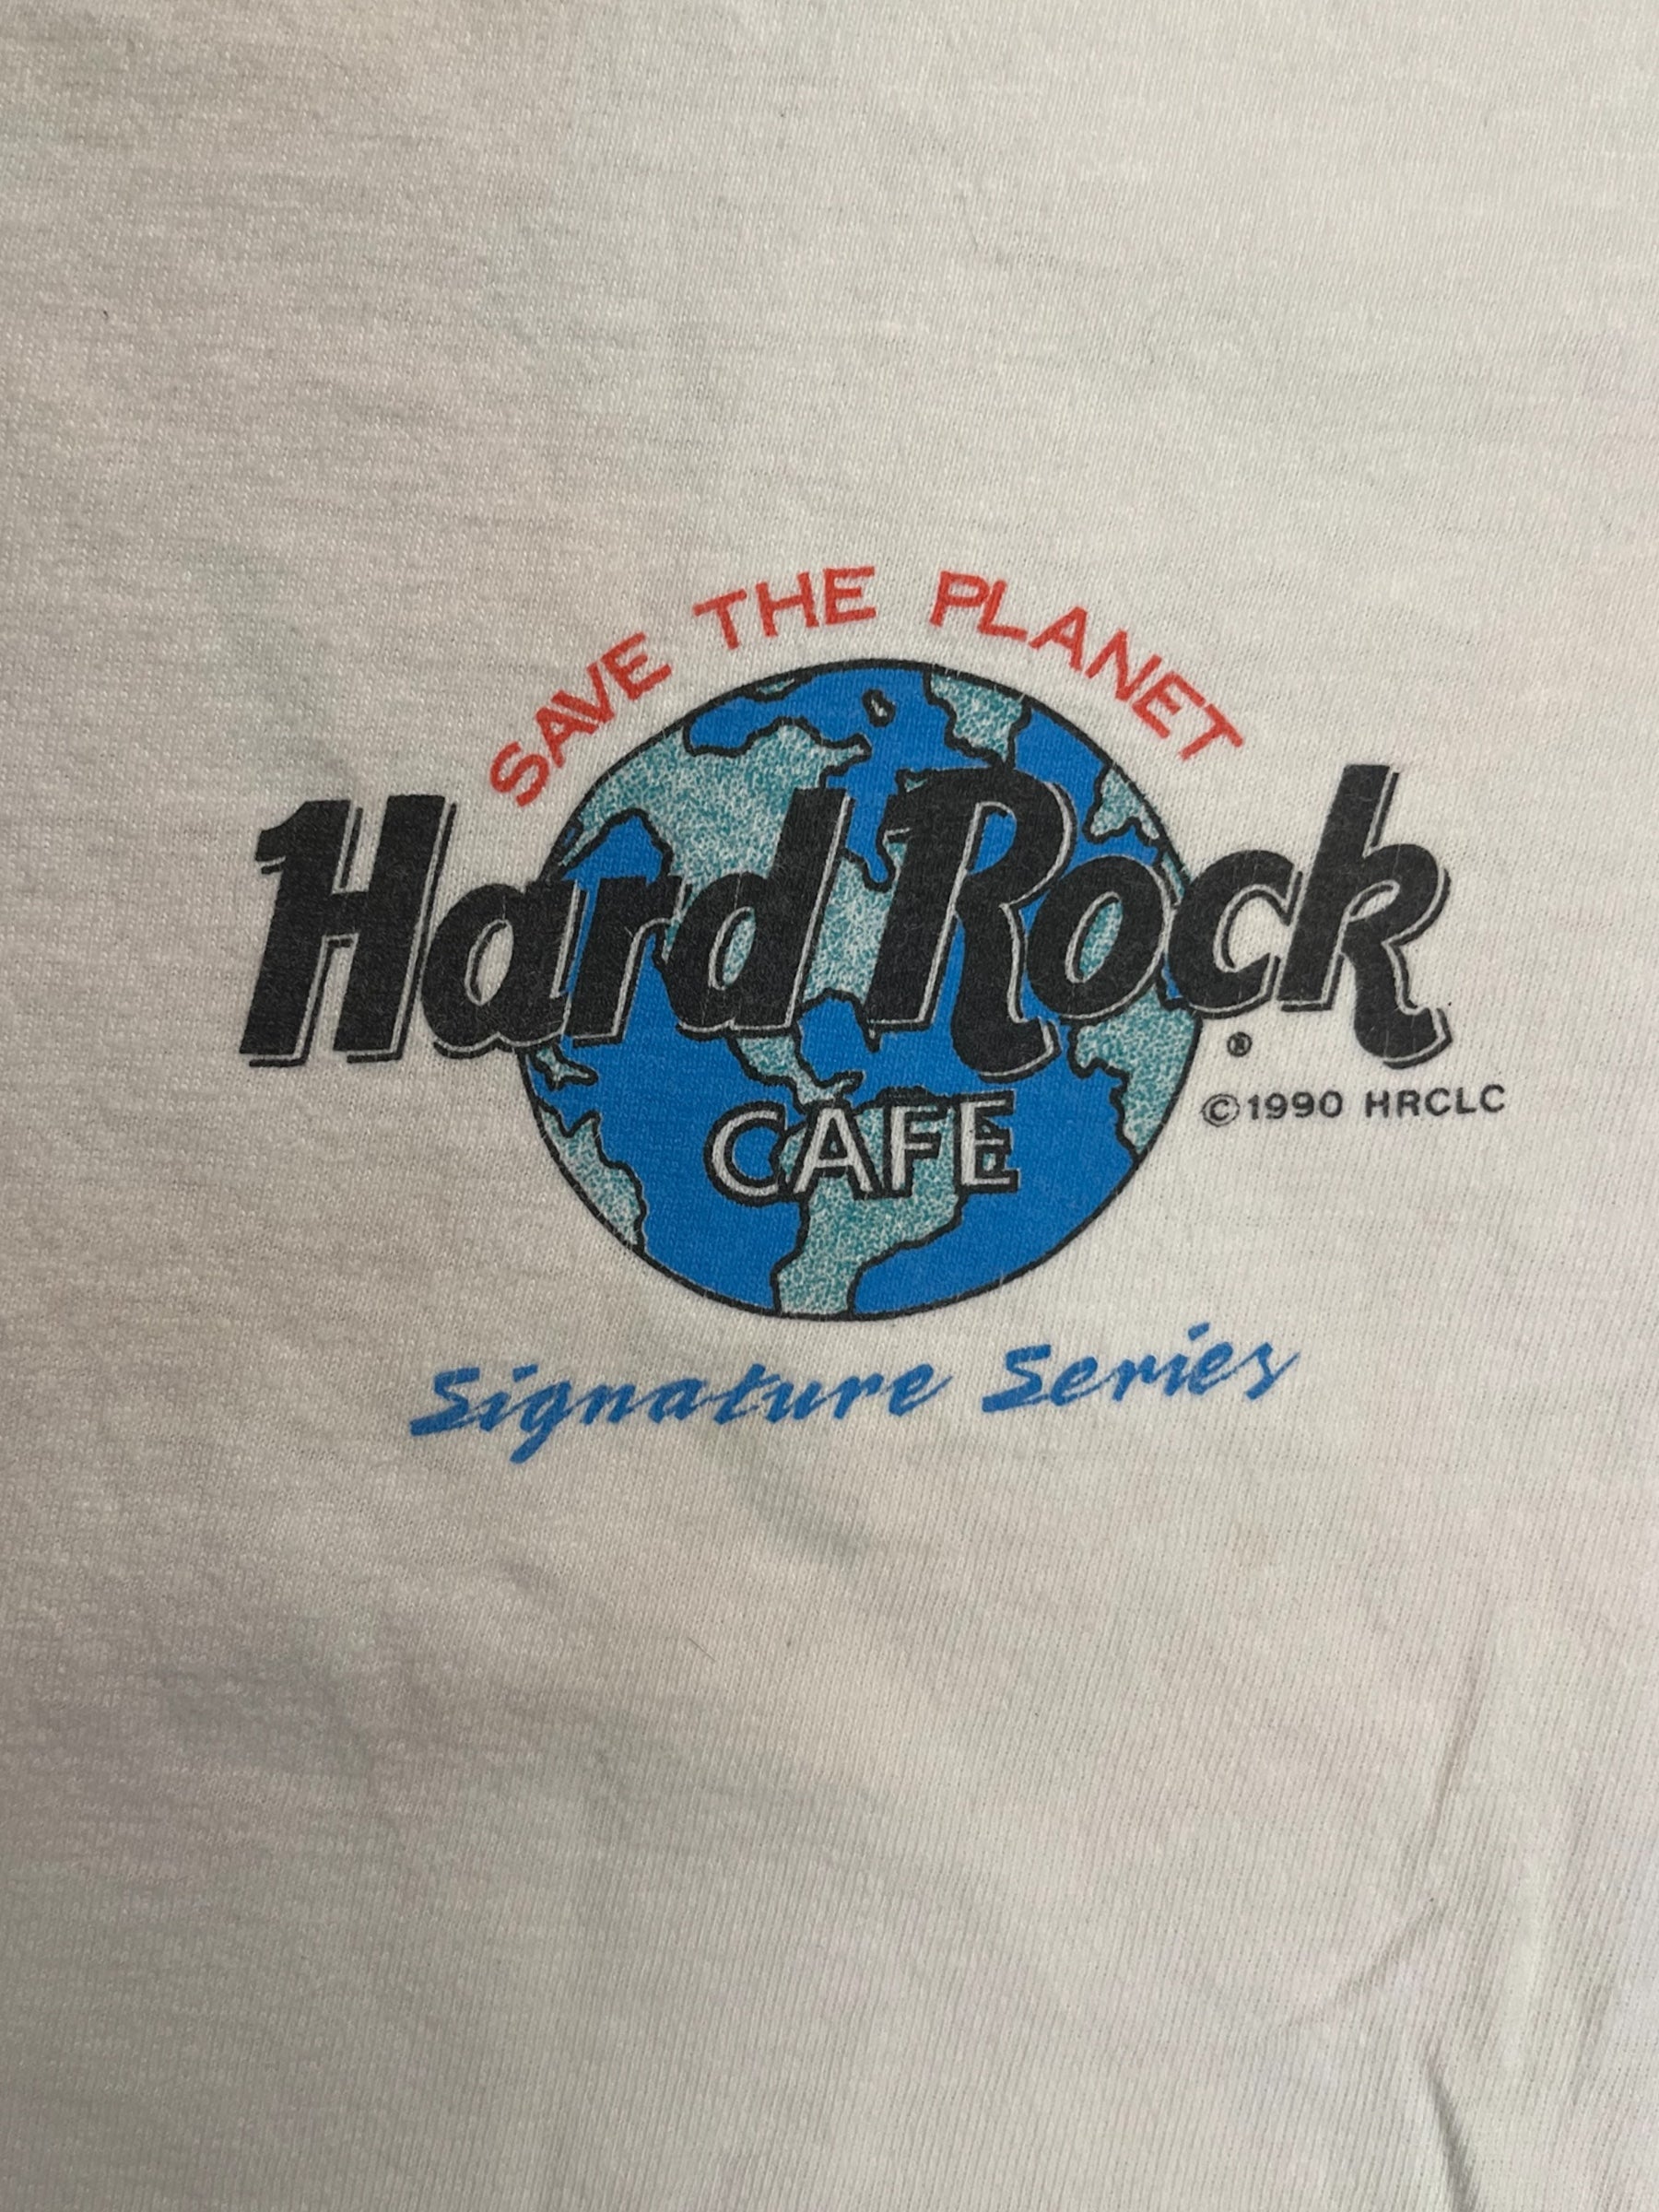 SAVE THE PLANET
Hard Rock
®
CAFE
©1990 HRCLC
Signature Series